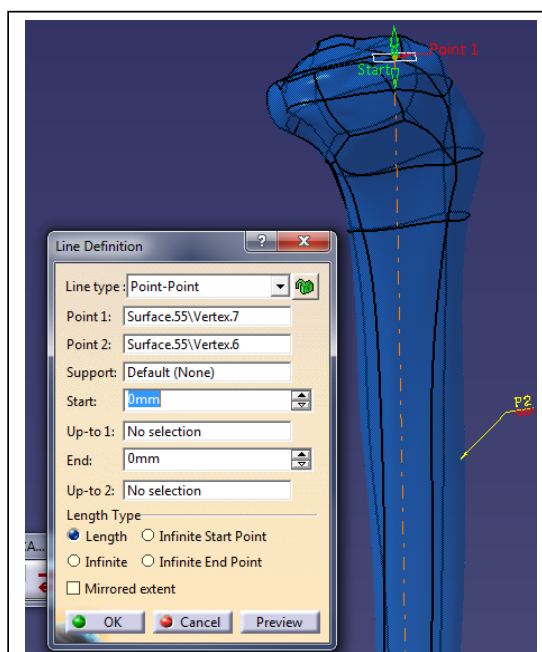 Point 1
Start
Line Definition
?
Line type : Point-Point
Point 1: Surface.55\Vertex.7
Point 2: Surface.55\Vertex.6
Support: Default (None)
Start: 0mm
Up-to 1: No selection
End: 0mm
Up-to 2: No selection
Length Type
Length Infinite Start Point
Infinite Infinite End Point
Mirrored extent
OK Cancel Preview
P2
A...